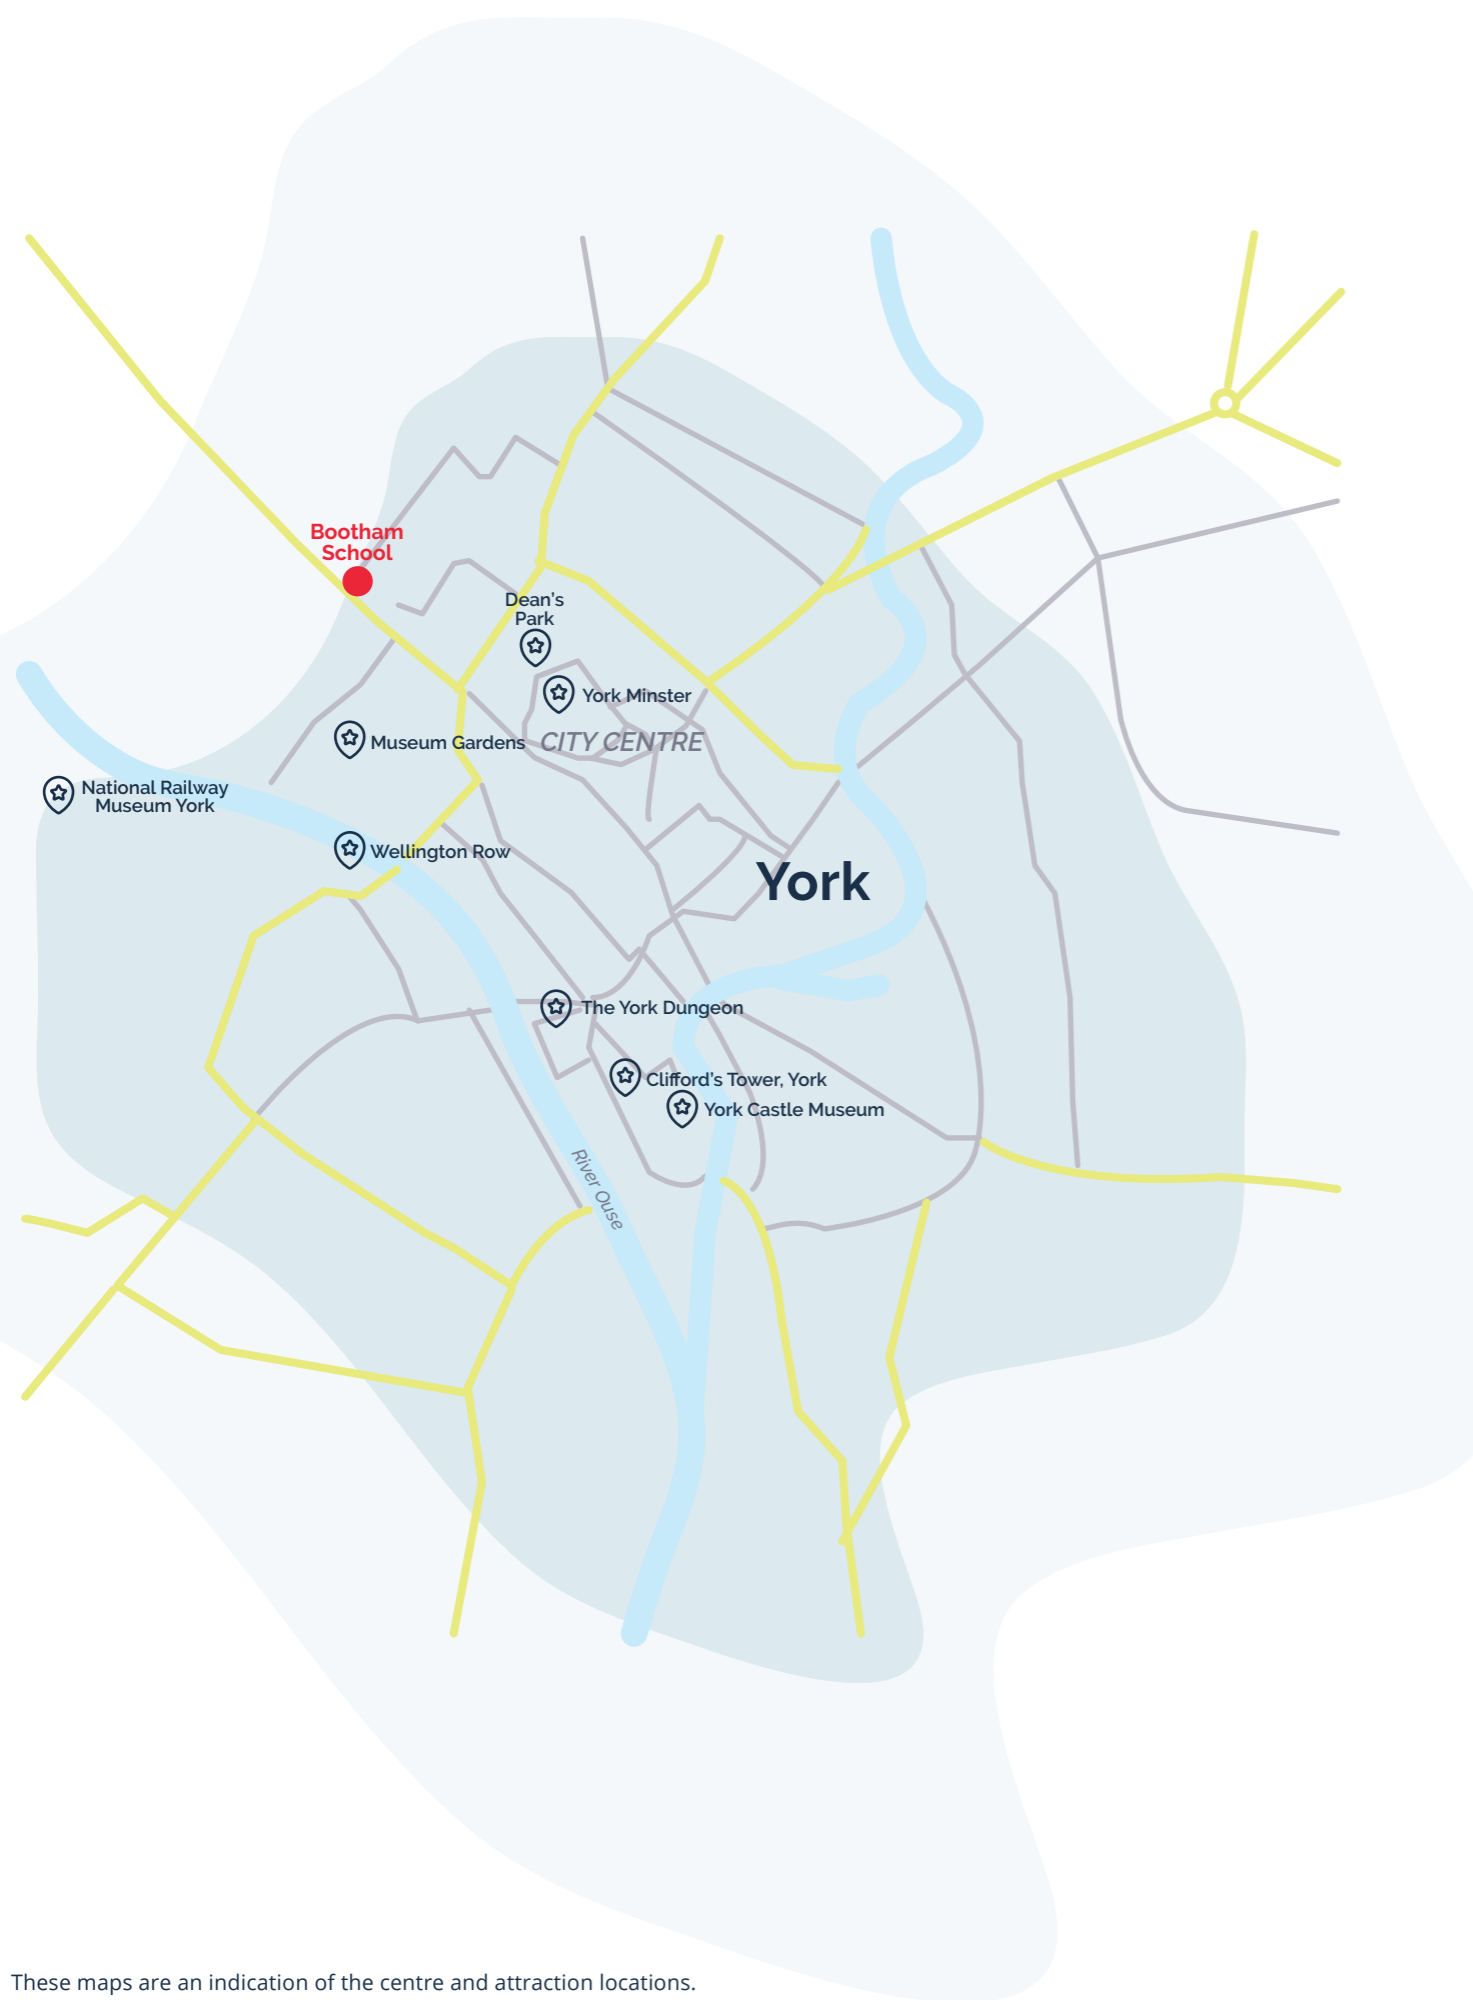 Bootham
School
Dean's
Park
York Minster
Museum Gardens
CITY CENTRE
National Railway
Museum York
Wellington Row
York
The York Dungeon
Clifford's Tower, York
York Castle Museum
River Ouse
These maps are an indication of the centre and attraction locations.